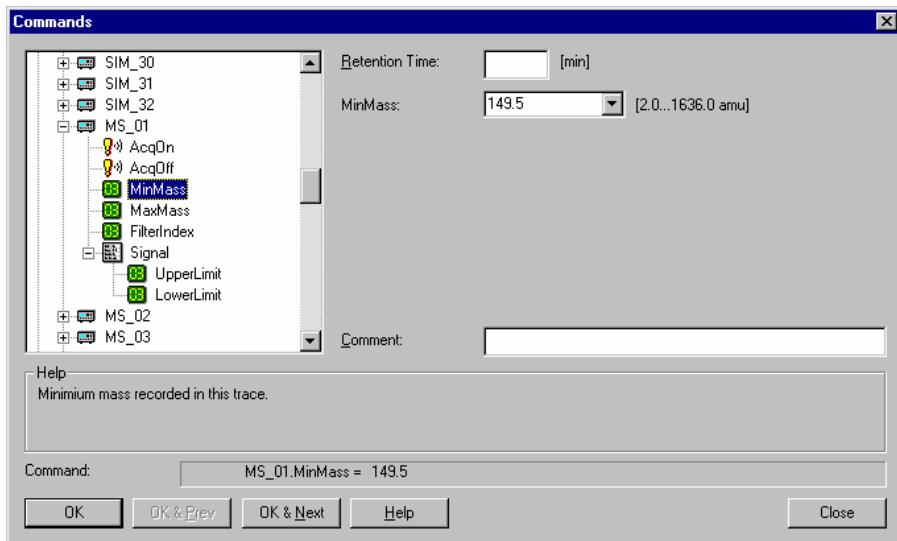 Commands
SIM_30
SIM_31
SIM_32
MS_01
AcqOn
AcqOff
MinMass
MaxMass
FilterIndex
Signal
UpperLimit
LowerLimit
MS_02
MS_03
Retention Time: [min]
MinMass: 149.5 [2.0...1636.0 amu]
Comment:
Help
Minimium mass recorded in this trace.
Command: MS_01.MinMass = 149.5
OK OK & Prev OK & Next Help Close